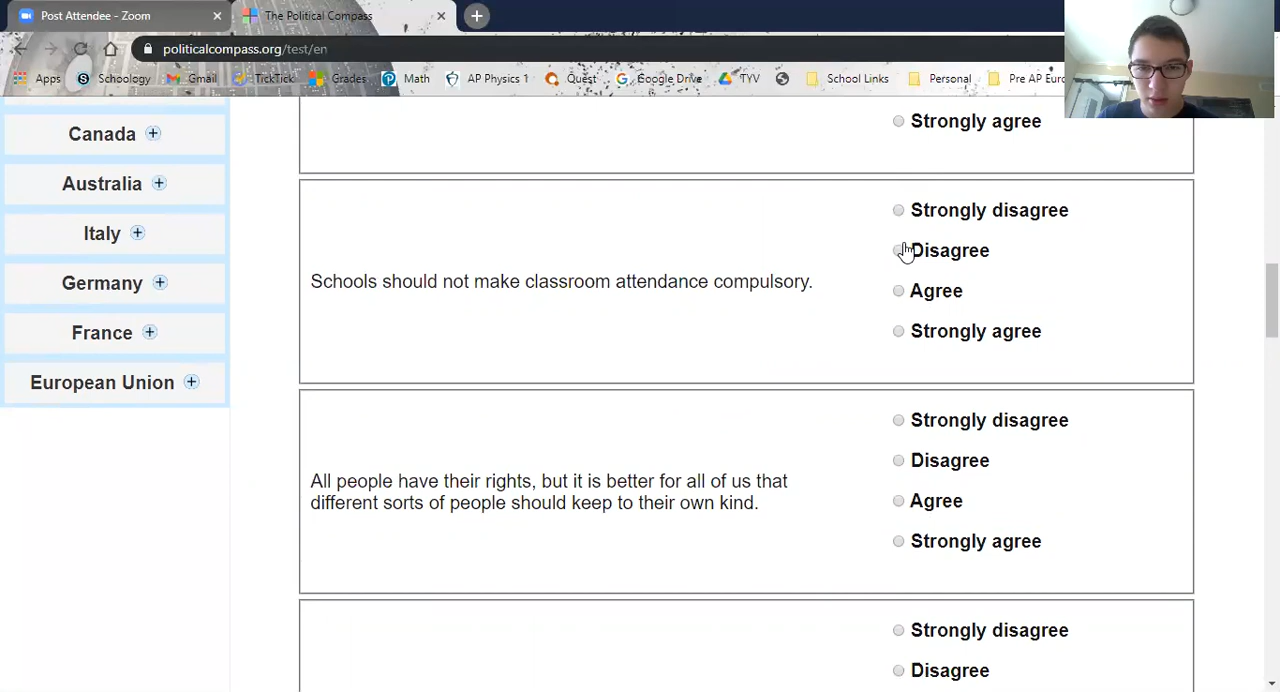 Post Attendee - Zoom
The Political Compass
politicalcompass.org/test/en
Apps
Schoology
Gmail
TickTick
Grades
Math
AP Physics 1
Quest
Google Drive
TYV
School Links
Personal
Pre AP Euro
Canada
Australia
Italy
Germany
France
European Union
Strongly agree
Schools should not make classroom attendance compulsory.
Strongly disagree
Disagree
Agree
Strongly agree
All people have their rights, but it is better for all of us that
different sorts of people should keep to their own kind.
Strongly disagree
Disagree
Agree
Strongly agree
Strongly disagree
Disagree